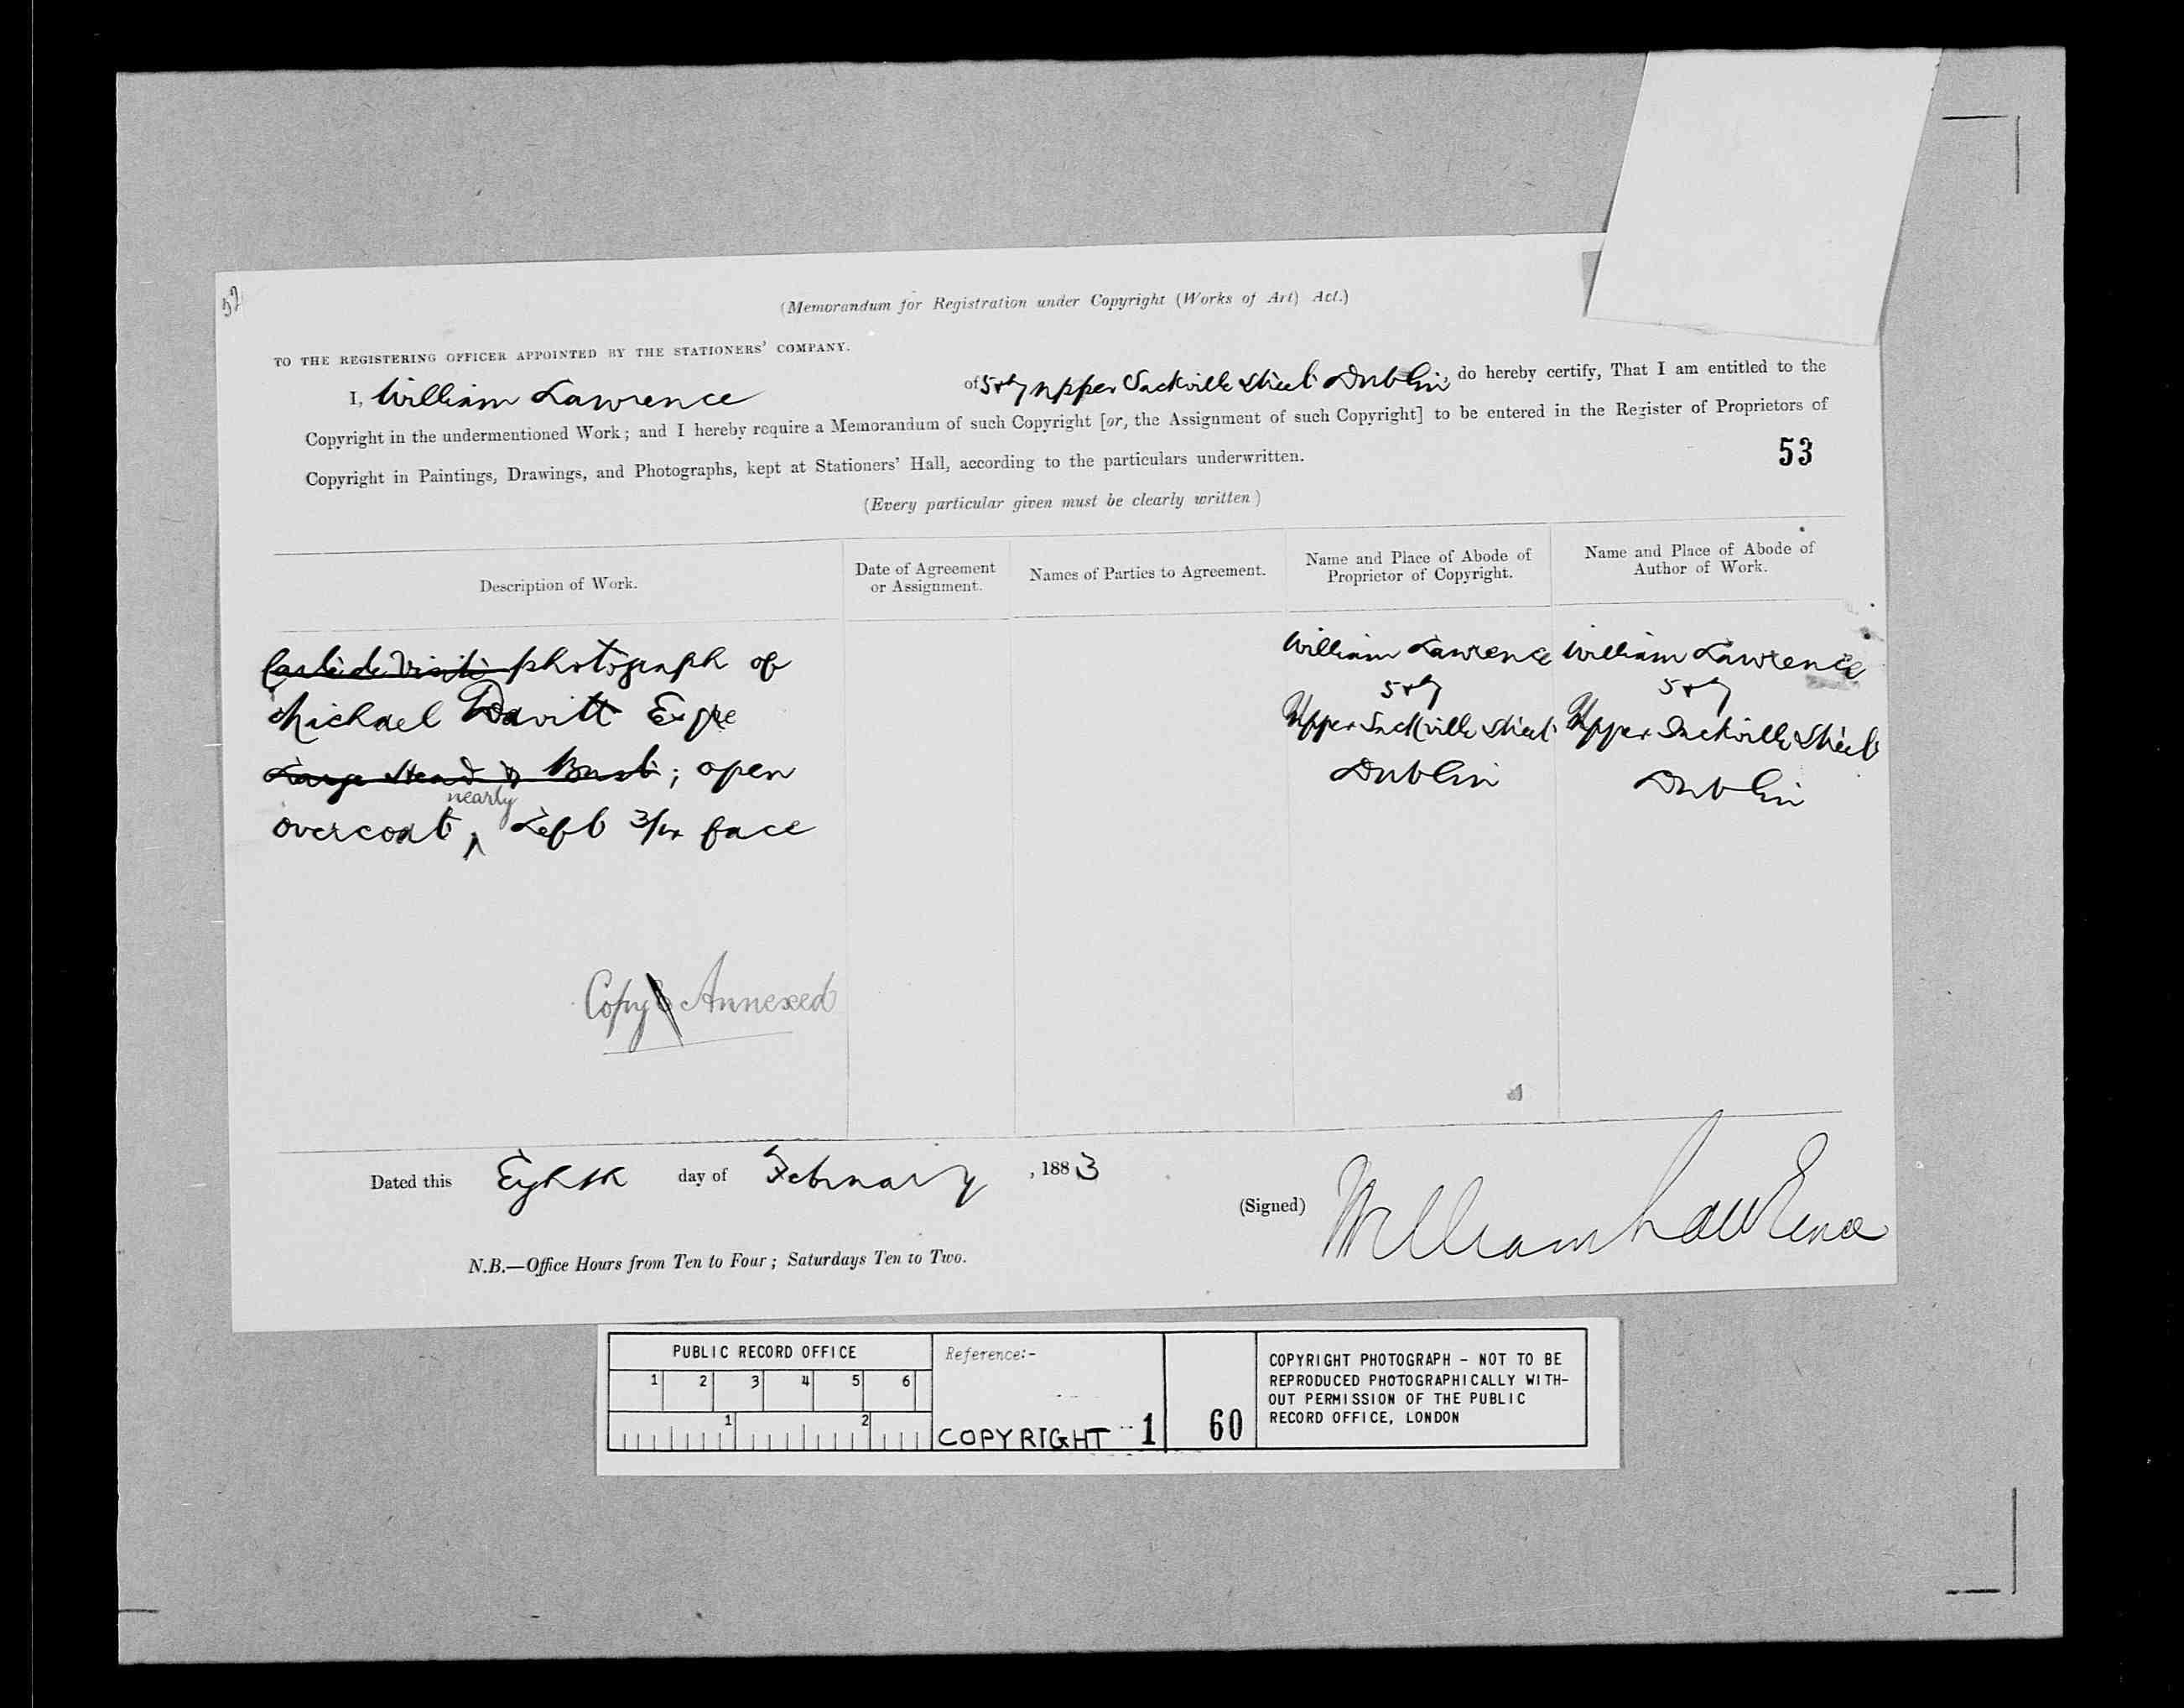 52
(Memorandum for Registration under Copyright (Works of Art) Act.)
TO THE REGISTERING OFFICER APPOINTED BY THE STATIONERS' COMPANY.
I, William Lawrence of 5 & 7 Upper Sackville Street Dublin, do hereby certify, That I am entitled to the
Copyright in the undermentioned Work; and I hereby require a Memorandum of such Copyright [or, the Assignment of such Copyright] to be entered in the Register of Proprietors of
Copyright in Paintings, Drawings, and Photographs, kept at Stationers' Hall, according to the particulars underwritten.
53
(Every particular given must be clearly written)
Description of Work.
Date of Agreement
or Assignment.
Names of Parties to Agreement.
Name and Place of Abode of
Proprietor of Copyright.
Name and Place of Abode of
Author of Work.
Carte de Visite photograph of
Michael Davitt Esqre
Large Head & Bust; open
nearly
overcoat, Left 3/4 face
Copy Annexed
William Lawrence
5 & 7
Upper Sackville Street
Dublin
William Lawrence
5 & 7
Upper Sackville Street
Dublin
Dated this Eighth day of February, 1883
(Signed) William Lawrence
N.B.—Office Hours from Ten to Four; Saturdays Ten to Two.
PUBLIC RECORD OFFICE
1 2 3 4 5 6
1 2
Reference:-
COPYRIGHT 1
60
COPYRIGHT PHOTOGRAPH - NOT TO BE
REPRODUCED PHOTOGRAPHICALLY WITH-
OUT PERMISSION OF THE PUBLIC
RECORD OFFICE, LONDON